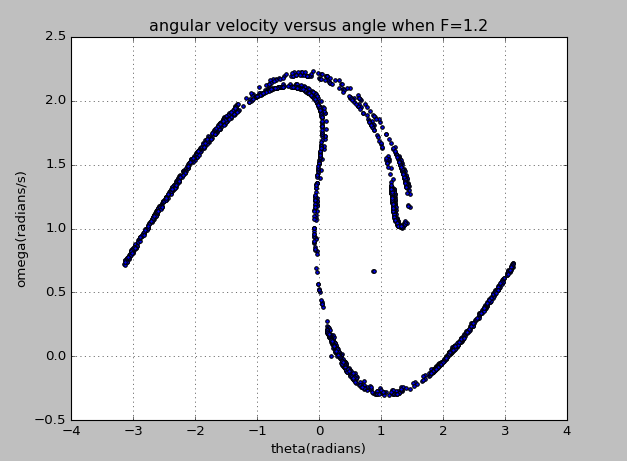 angular velocity versus angle when F=1.2
2.5
2.0
1.5
1.0
0.5
0.0
−0.5
omega(radians/s)
−4 −3 −2 −1 0 1 2 3 4
theta(radians)